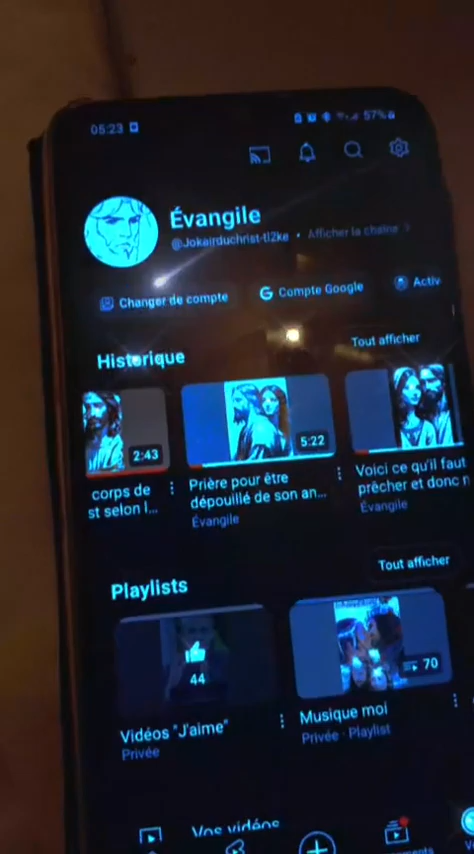 05:23
57%
Évangile
@Jokairduchrist-tl2ke • Afficher la chaîne
Changer de compte
Compte Google
Activ
Historique
Tout afficher
2:43
5:22
corps de
st selon l...
Prière pour être
dépouillé de son an...
Évangile
Voici ce qu'il faut
prêcher et donc n
Évangile
Playlists
Tout afficher
44
70
Vidéos "J'aime"
Privée
Musique moi
Privée · Playlist
Vos vidéos